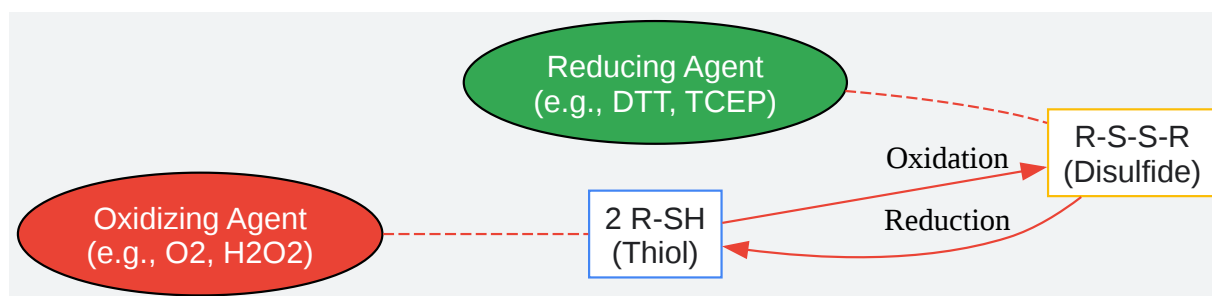 Reducing Agent
(e.g., DTT, TCEP)
R-S-S-R
(Disulfide)
Oxidation
Reduction
2 R-SH
(Thiol)
Oxidizing Agent
(e.g., O2, H2O2)